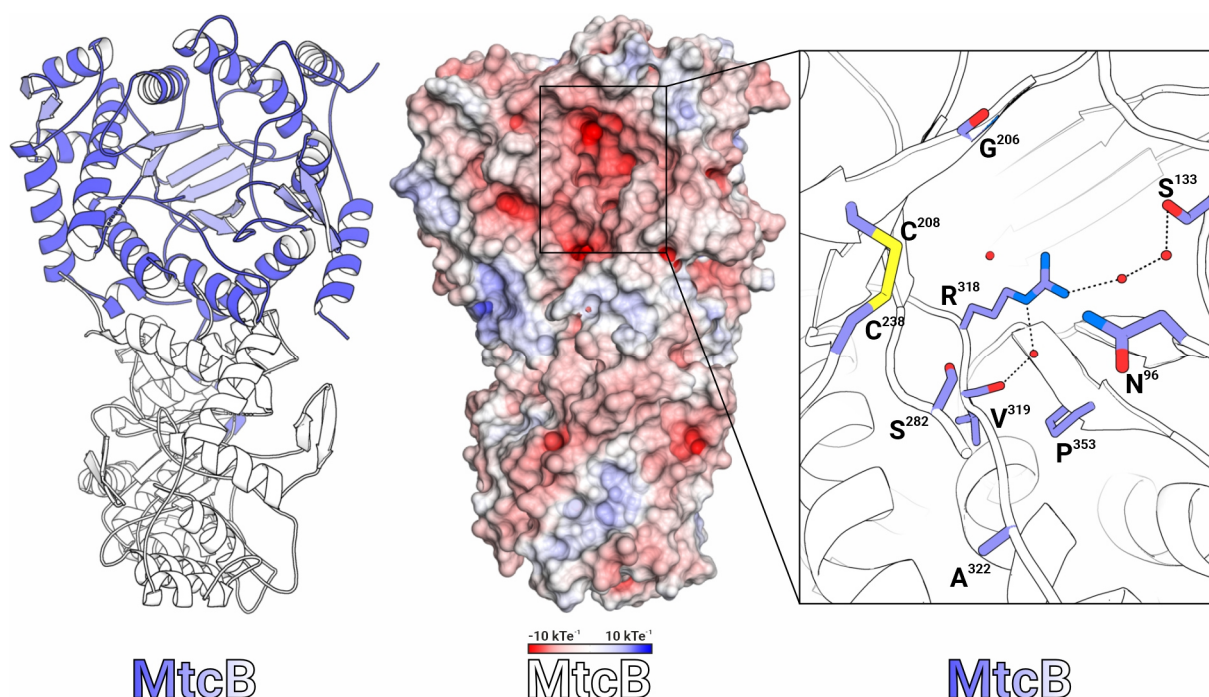 G206
S133
C208
R318
C238
N96
S282
V319
P353
A322
-10 kTe-1 10 kTe-1
MtcB MtcB MtcB